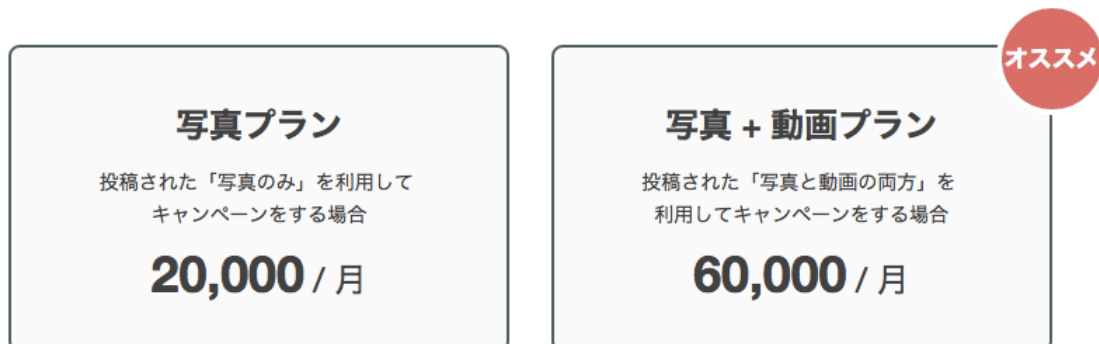 写真プラン
投稿された「写真のみ」を利用して
キャンペーンをする場合
20,000 / 月
オススメ
写真 + 動画プラン
投稿された「写真と動画の両方」を
利用してキャンペーンをする場合
60,000 / 月